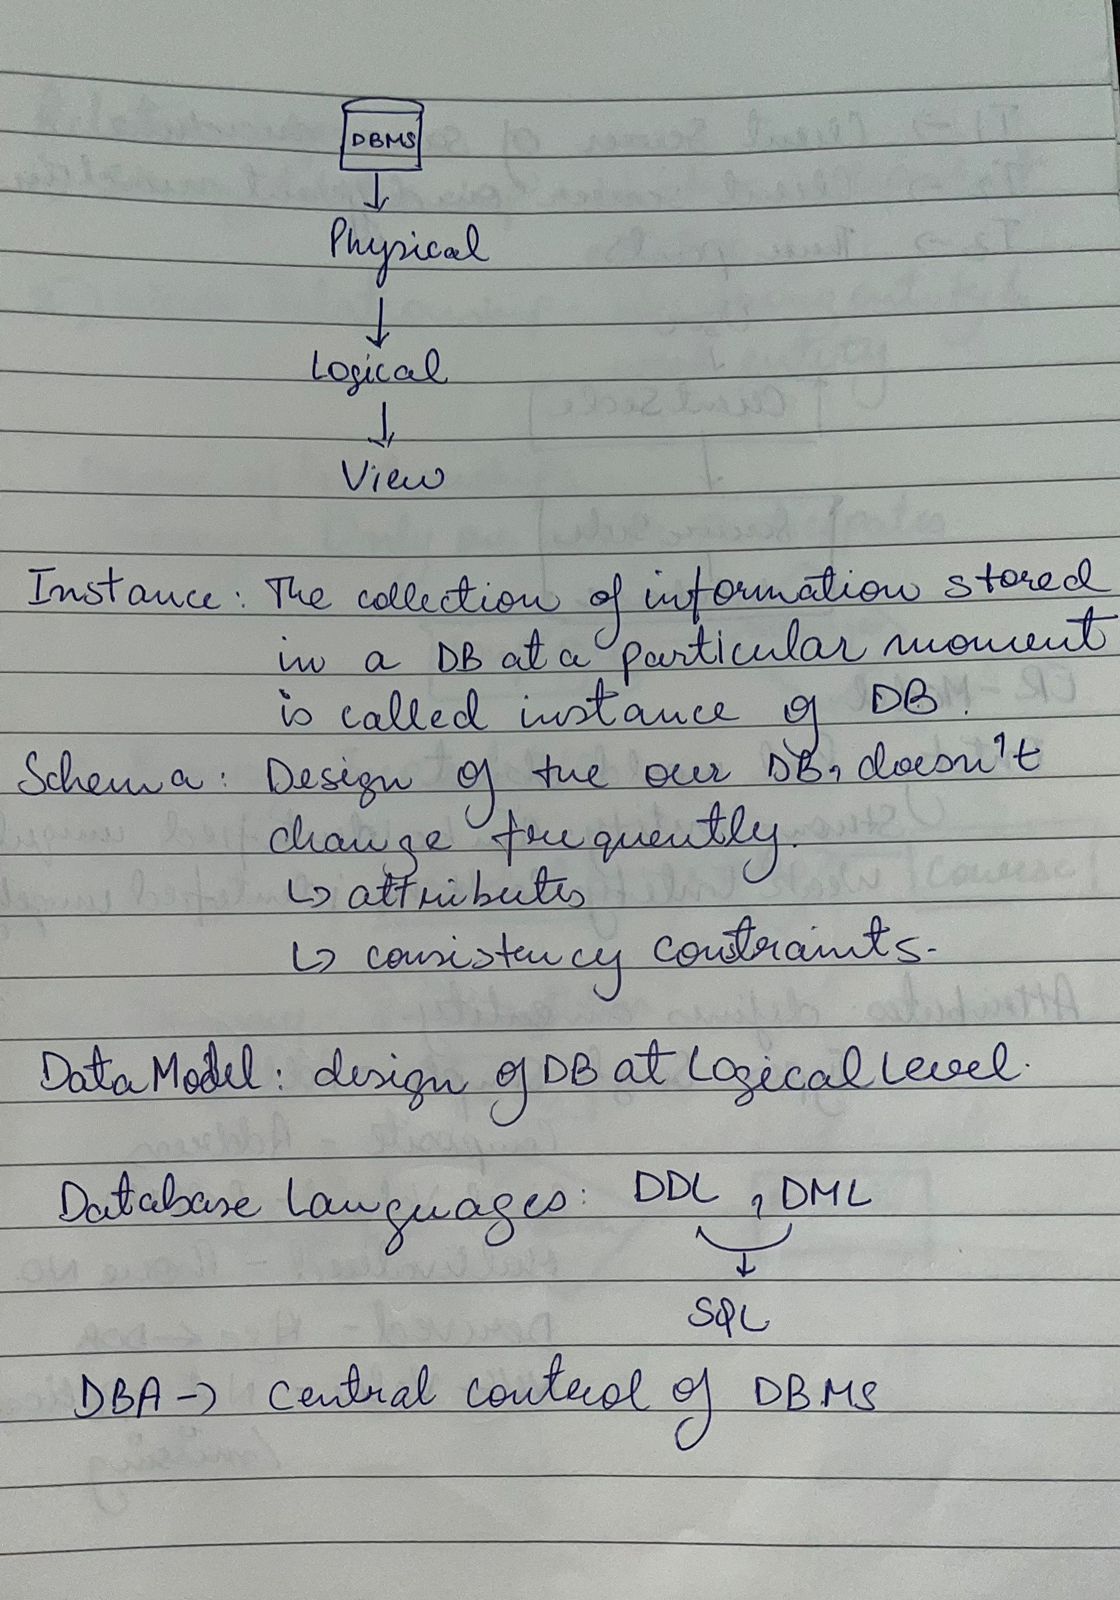 DBMS
Physical
Logical
View
Instance: The collection of information stored
in a DB at a particular moment
is called instance of DB.
Schema: Design of the our DB, doesn't
change frequently.
↳ attributes
↳ consistency contraints.
Data Model: design of DB at Logical Level.
Database Languages: DDL , DML
SQL
DBA → Central control of DBMS